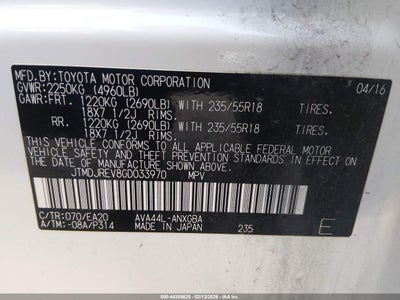 MFD.BY:TOYOTA MOTOR CORPORATION 04/16
GVWR:2250KG (4960LB)
GAWR:FRT. 1220KG (2690LB) WITH 235/55R18 TIRES.
18X7 1/2J RIMS.
RR. 1220KG (2690LB) WITH 235/55R18 TIRES.
18X7 1/2J RIMS.
THIS VEHICLE CONFORMS TO ALL APPLICABLE FEDERAL MOTOR VEHICLE
SAFETY STANDARDS IN EFFECT ON THE DATE OF MANUFACTURE SHOWN ABOVE.
JTMDJREV8GD033970 MPV
C/TR:070/EA20 AVA44L-ANXGBA
A/TM:-08A/P314 MADE IN JAPAN 235 E